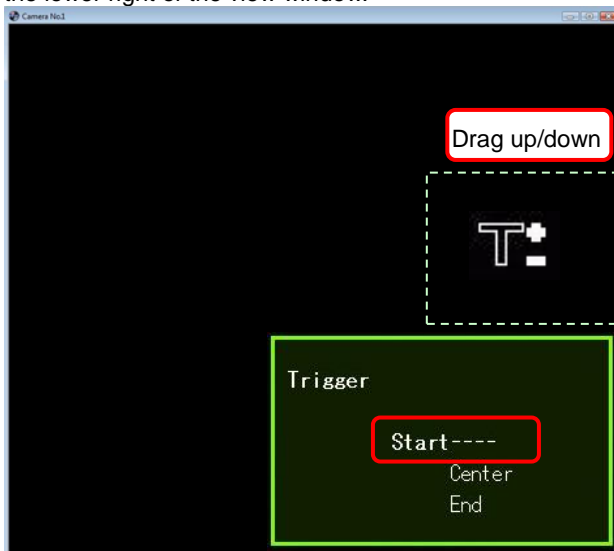 the lower right of the view window.
Camera No.1
Drag up/down
T±
Trigger
Start----
Center
End